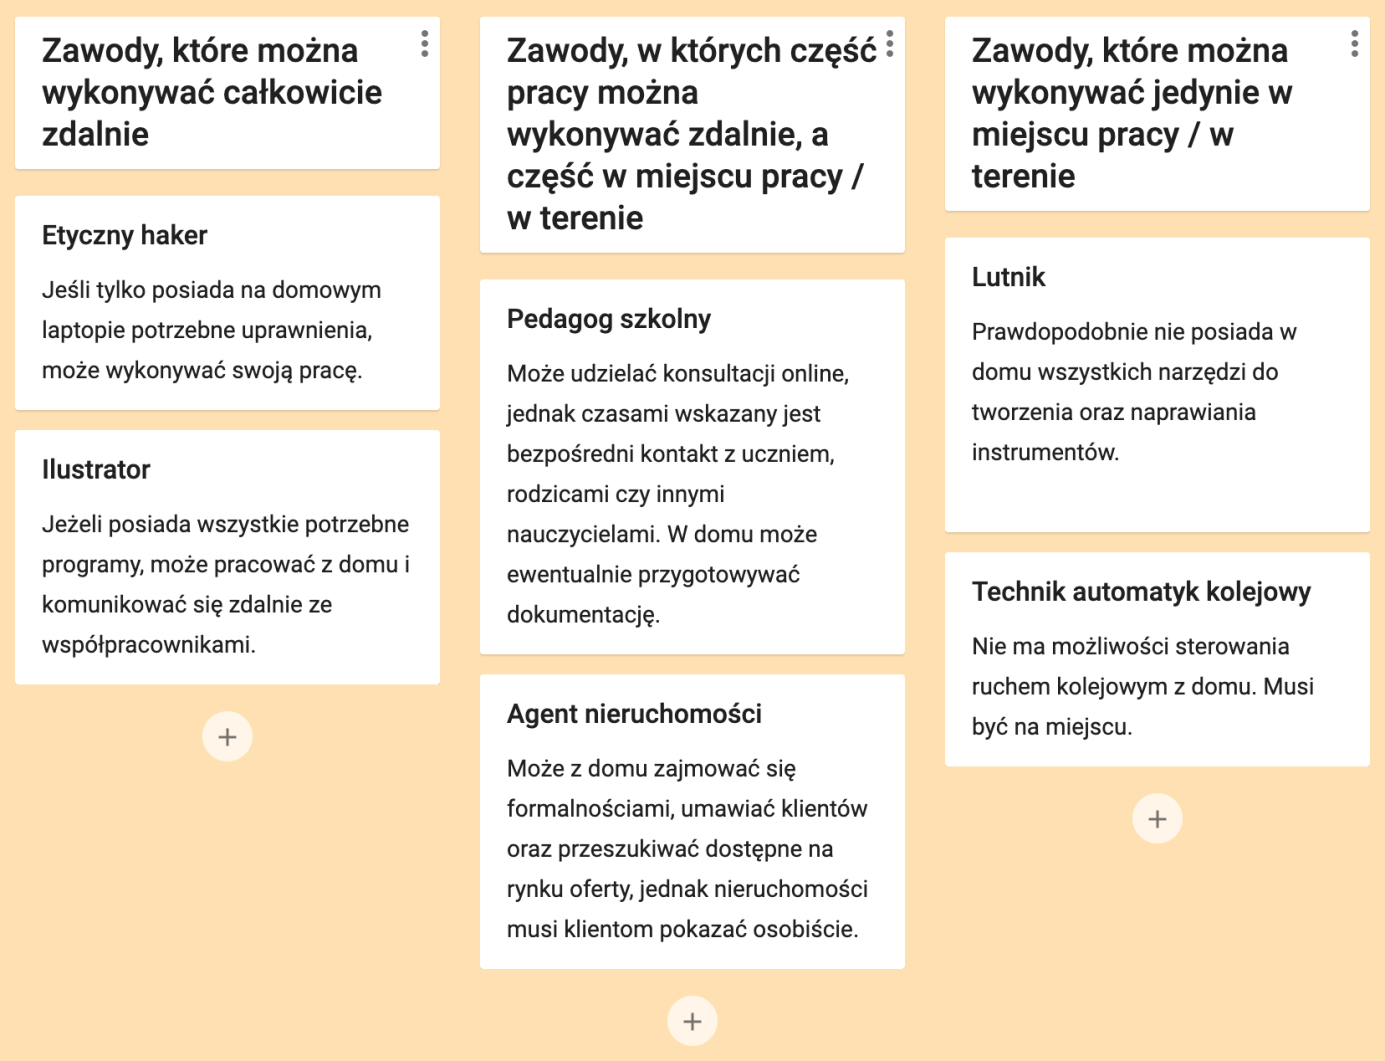 Zawody, które można
wykonywać całkowicie
zdalnie
Etyczny haker
Jeśli tylko posiada na domowym
laptopie potrzebne uprawnienia,
może wykonywać swoją pracę.
Ilustrator
Jeżeli posiada wszystkie potrzebne
programy, może pracować z domu i
komunikować się zdalnie ze
współpracownikami.
Zawody, w których część
pracy można
wykonywać zdalnie, a
część w miejscu pracy /
w terenie
Pedagog szkolny
Może udzielać konsultacji online,
jednak czasami wskazany jest
bezpośredni kontakt z uczniem,
rodzicami czy innymi
nauczycielami. W domu może
ewentualnie przygotowywać
dokumentację.
Agent nieruchomości
Może z domu zajmować się
formalnościami, umawiać klientów
oraz przeszukiwać dostępne na
rynku oferty, jednak nieruchomości
musi klientom pokazać osobiście.
Zawody, które można
wykonywać jedynie w
miejscu pracy / w
terenie
Lutnik
Prawdopodobnie nie posiada w
domu wszystkich narzędzi do
tworzenia oraz naprawiania
instrumentów.
Technik automatyk kolejowy
Nie ma możliwości sterowania
ruchem kolejowym z domu. Musi
być na miejscu.